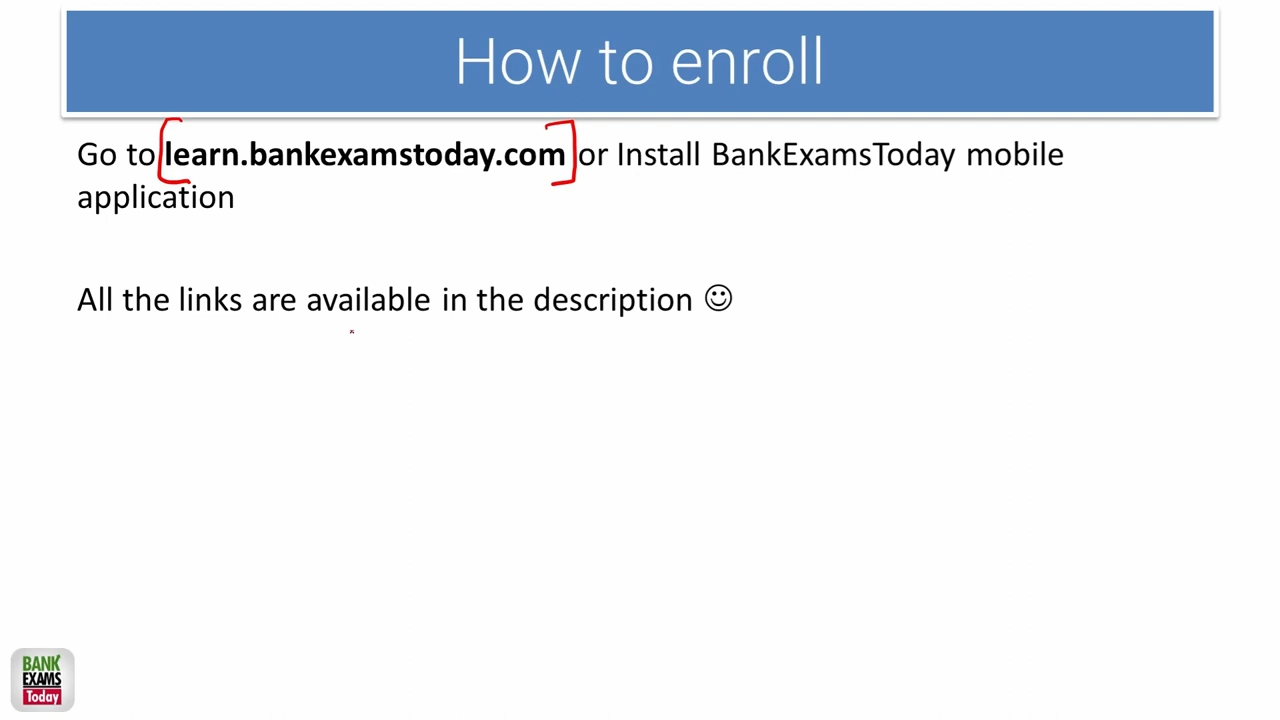 How to enroll
Go to learn.bankexamstoday.com or Install BankExamsToday mobile
application
All the links are available in the description ☺
BANK
EXAMS
Today